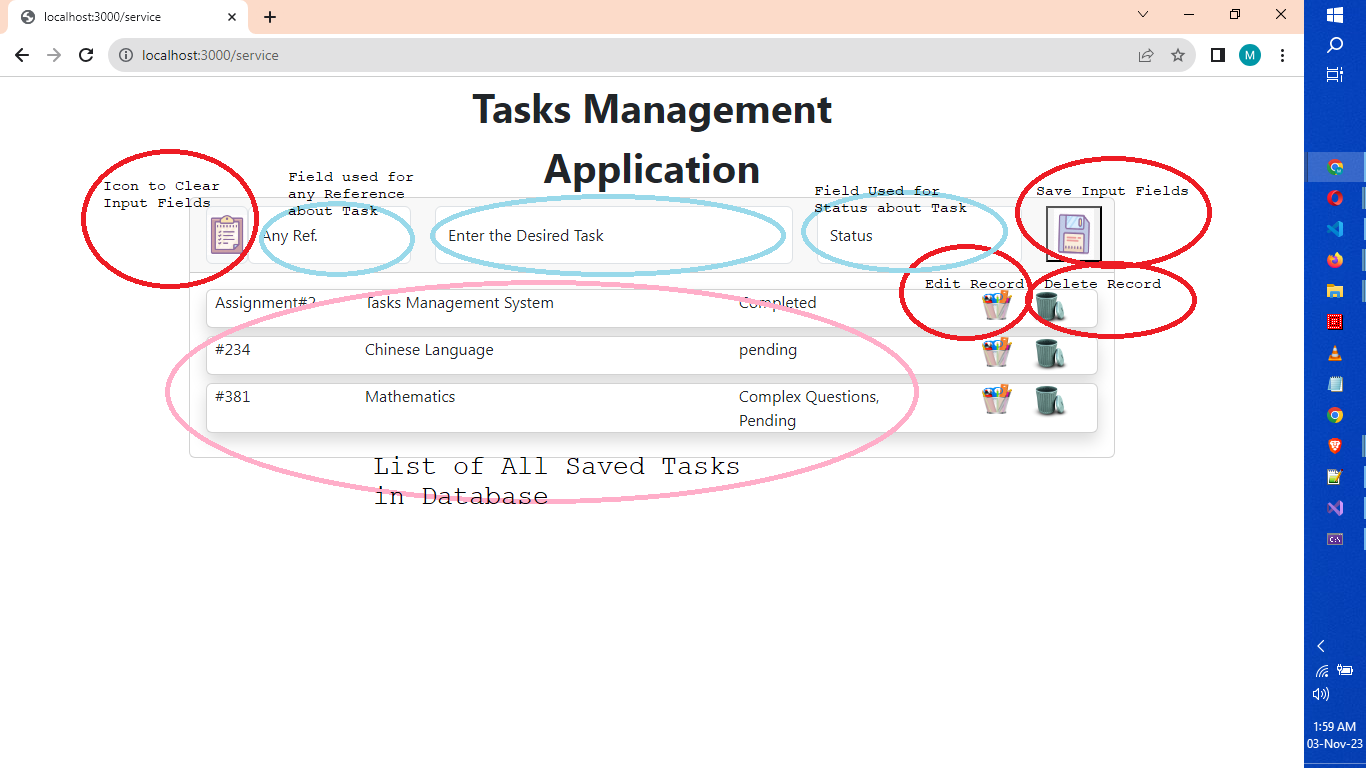 localhost:3000/service
localhost:3000/service
M
Tasks Management
Application
Icon to Clear
Input Fields
Field used for
any Reference
about Task
Field Used for
Status about Task
Save Input Fields
Any Ref.
Enter the Desired Task
Status
Edit Record
Delete Record
Assignment#2 Tasks Management System Completed
#234 Chinese Language pending
#381 Mathematics Complex Questions,
Pending
List of All Saved Tasks
in Database
1:59 AM
03-Nov-23